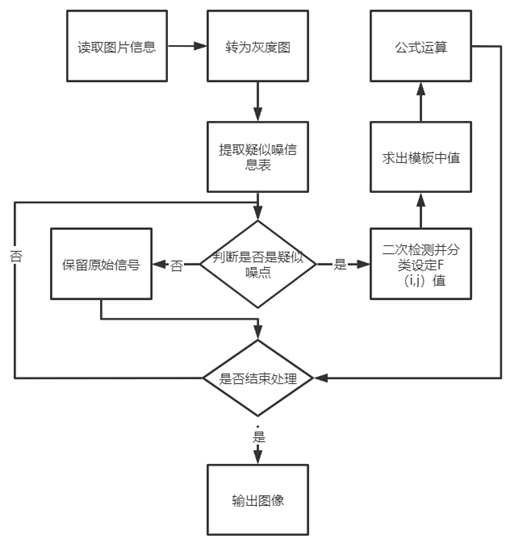 读取图片信息
转为灰度图
公式运算
提取疑似噪信
息表
求出模板中值
否
保留原始信号
否
判断是否是疑似
噪点
是
二次检测并分
类设定F
（i,j）值
是否结束处理
是
输出图像